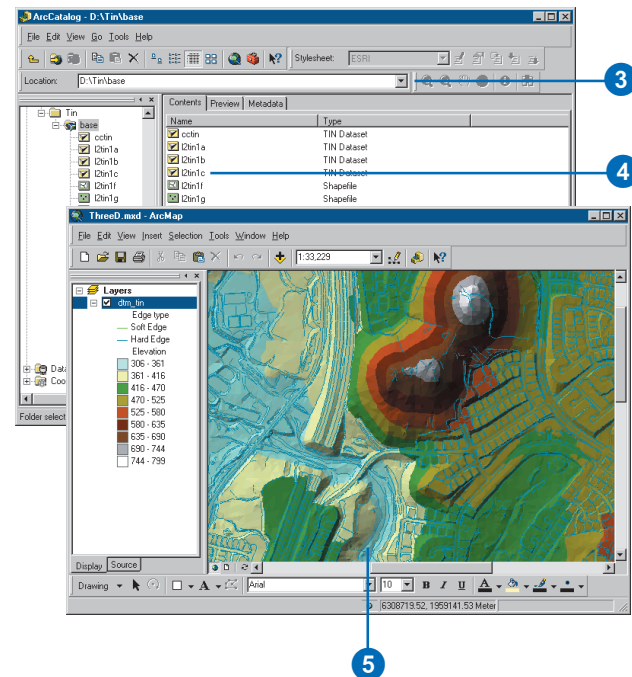 ArcCatalog - D:\Tin\base
File Edit View Go Tools Help
Stylesheet: ESRI
Location: D:\Tin\base
3
Contents Preview Metadata
Tin
base
cctin
l2tin1a
l2tin1b
l2tin1c
l2tin1f
l2tin1g
Name Type
cctin TIN Dataset
l2tin1a TIN Dataset
l2tin1b TIN Dataset
l2tin1c TIN Dataset
4
l2tin1f Shapefile
l2tin1g Shapefile
Data
Coo
Folder select
ThreeD.mxd - ArcMap
File Edit View Insert Selection Tools Window Help
1:33,229
Layers
dtm_tin
Edge type
Soft Edge
Hard Edge
Elevation
306 - 361
361 - 416
416 - 470
470 - 525
525 - 580
580 - 635
635 - 690
690 - 744
744 - 799
Display Source
Drawing A Arial 10 B I U A
6308719.52, 1959141.53 Meter
5